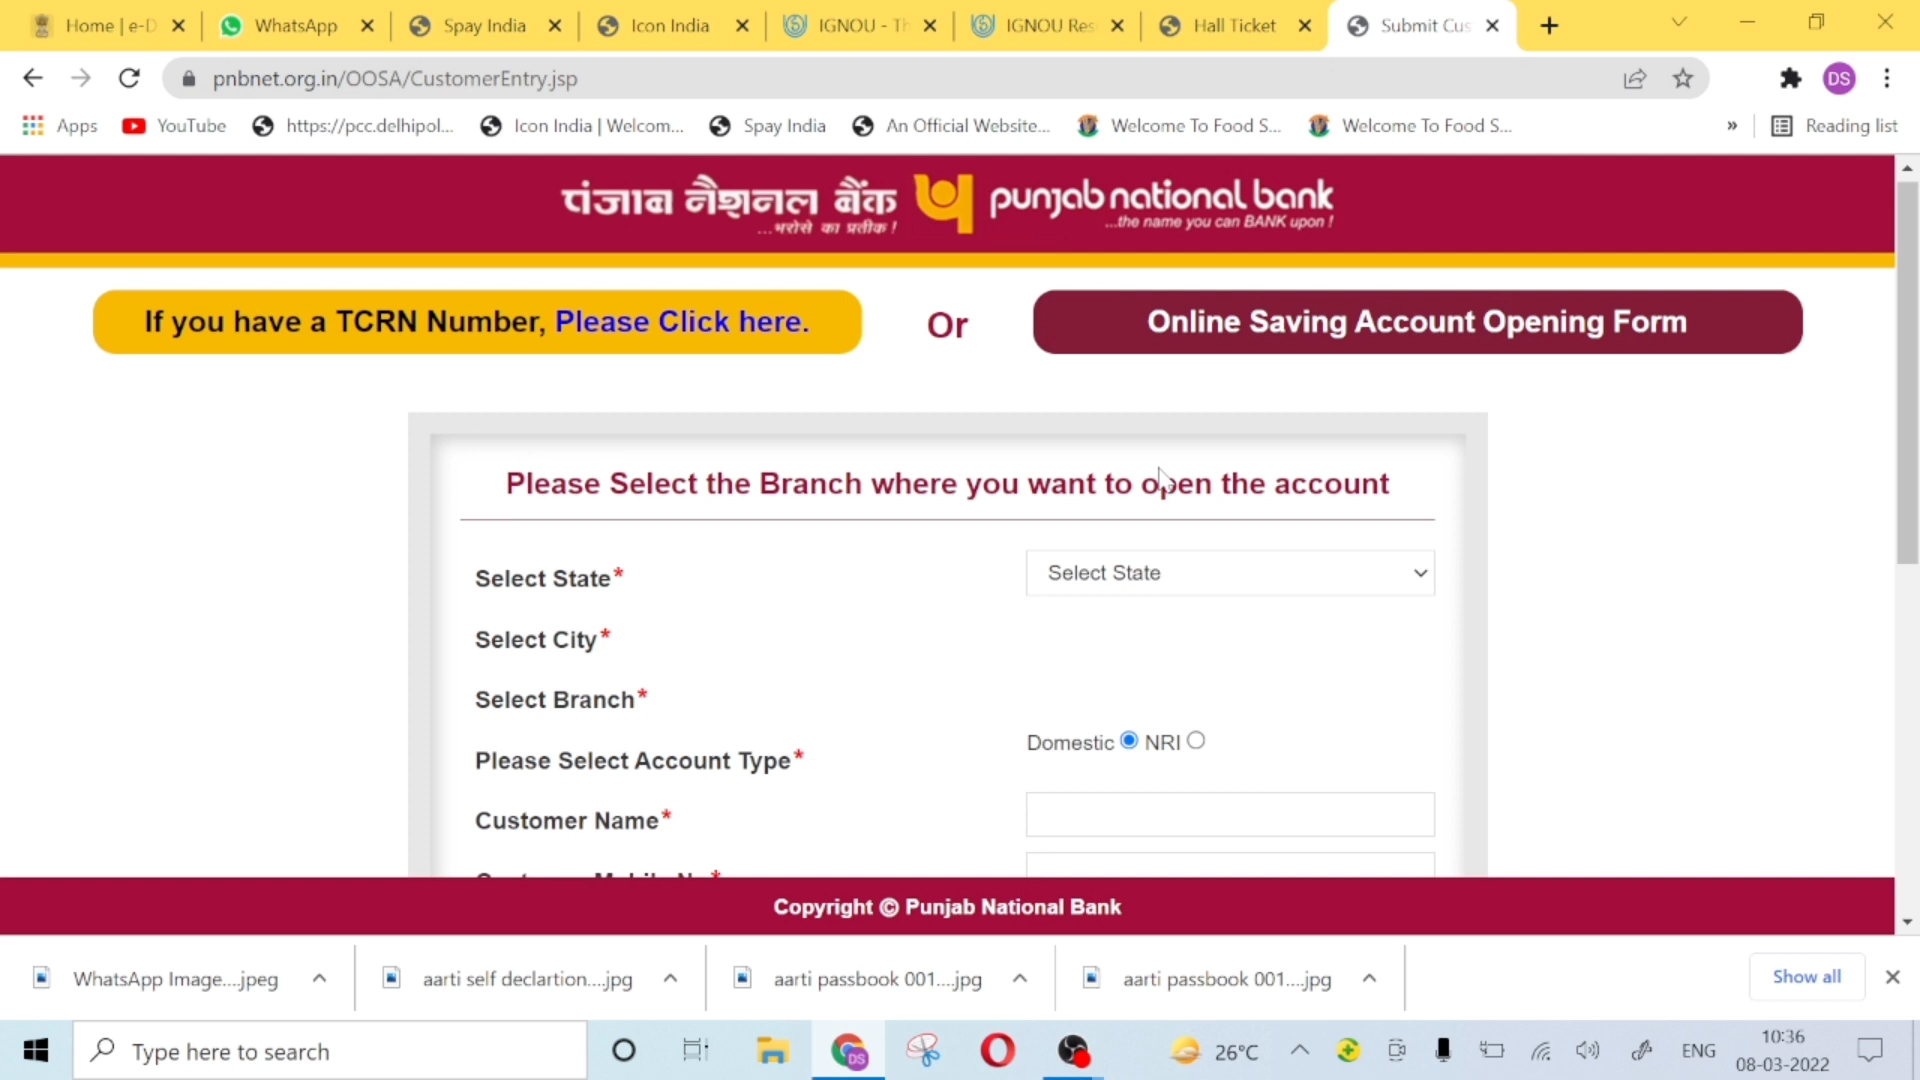 Home | e-D
WhatsApp
Spay India
Icon India
IGNOU - Th
IGNOU Res
Hall Ticket
Submit Cus
pnbnet.org.in/OOSA/CustomerEntry.jsp
DS
Apps
YouTube
https://pcc.delhipol...
Icon India | Welcom...
Spay India
An Official Website...
Welcome To Food S...
Welcome To Food S...
»
Reading list
पंजाब नैशनल बैंक
...भरोसे का प्रतीक !
punjab national bank
...the name you can BANK upon !
If you have a TCRN Number, Please Click here.
Or
Online Saving Account Opening Form
Please Select the Branch where you want to open the account
Select State*
Select State
Select City*
Select Branch*
Please Select Account Type*
Domestic NRI
Customer Name*
Copyright © Punjab National Bank
WhatsApp Image....jpeg
aarti self declartion....jpg
aarti passbook 001....jpg
aarti passbook 001....jpg
Show all
Type here to search
DS
26°C
ENG
10:36
08-03-2022